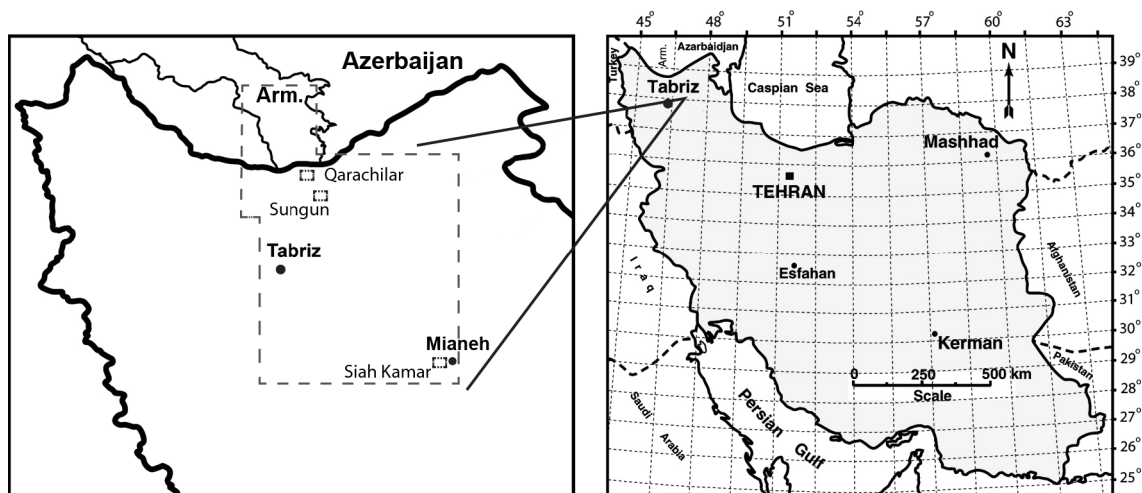 Azerbaijan
Arm.
Qarachilar
Sungun
Tabriz
Mianeh
Siah Kamar
45° 48° 51° 54° 57° 60° 63°
Turkey
Arm.
Azarbaidjan
Caspian Sea
N
Tabriz
Mashhad
TEHRAN
Esfahan
Iraq
Afghanistan
Kerman
Pakistan
0 250 500 km
Scale
Saudi
Arabia
Persian
Gulf
39°
38°
37°
36°
35°
34°
33°
32°
31°
30°
29°
28°
27°
26°
25°